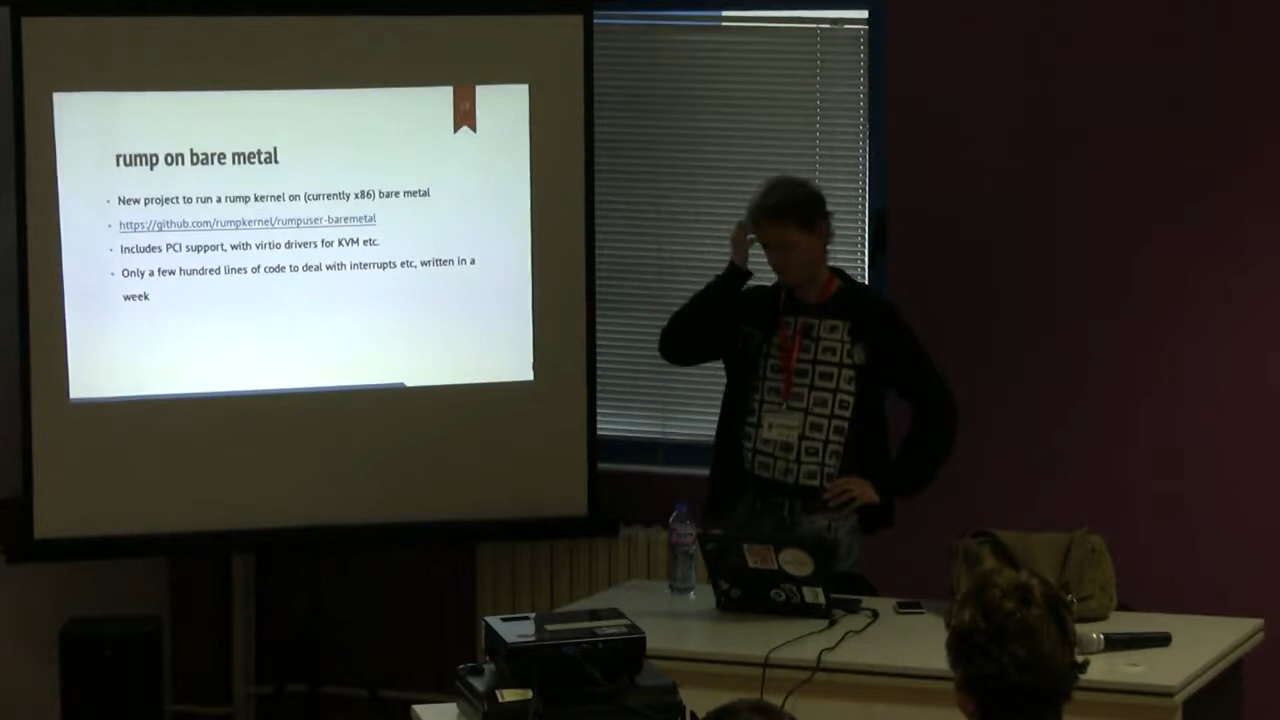 rump on bare metal
• New project to run a rump kernel on (currently x86) bare metal
• https://github.com/rumpkernel/rumpuser-baremetal
• Includes PCI support, with virtio drivers for KVM etc.
• Only a few hundred lines of code to deal with interrupts etc, written in a
week